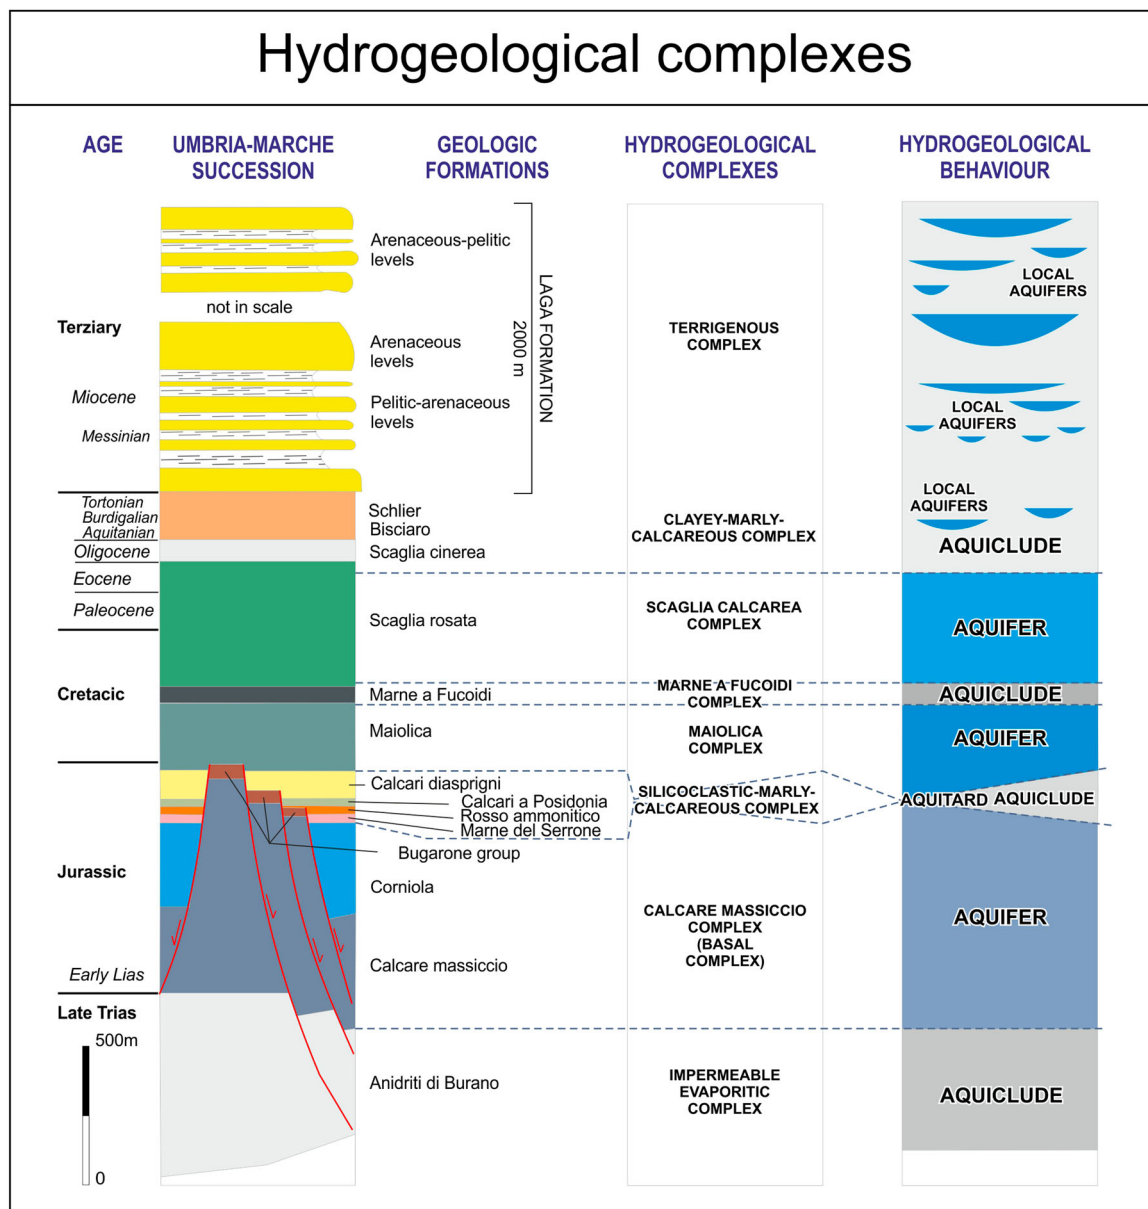 Hydrogeological complexes
AGE
UMBRIA-MARCHE
SUCCESSION
GEOLOGIC
FORMATIONS
HYDROGEOLOGICAL
COMPLEXES
HYDROGEOLOGICAL
BEHAVIOUR
Terziary
Miocene
Messinian
Tortonian
Burdigalian
Aquitanian
Oligocene
Eocene
Paleocene
Cretacic
Jurassic
Early Lias
Late Trias
500m
0
not in scale
Arenaceous-pelitic
levels
Arenaceous
levels
Pelitic-arenaceous
levels
LAGA FORMATION
2000 m
Schlier
Bisciaro
Scaglia cinerea
Scaglia rosata
Marne a Fucoidi
Maiolica
Calcari diasprigni
Calcari a Posidonia
Rosso ammonitico
Marne del Serrone
Bugarone group
Corniola
Calcare massiccio
Anidriti di Burano
TERRIGENOUS
COMPLEX
CLAYEY-MARLY-
CALCAREOUS COMPLEX
SCAGLIA CALCAREA
COMPLEX
MARNE A FUCOIDI
COMPLEX
MAIOLICA
COMPLEX
SILICOCLASTIC-MARLY-
CALCAREOUS COMPLEX
CALCARE MASSICCIO
COMPLEX
(BASAL
COMPLEX)
IMPERMEABLE
EVAPORITIC
COMPLEX
LOCAL
AQUIFERS
LOCAL
AQUIFERS
LOCAL
AQUIFERS
AQUICLUDE
AQUIFER
AQUICLUDE
AQUIFER
AQUITARD AQUICLUDE
AQUIFER
AQUICLUDE